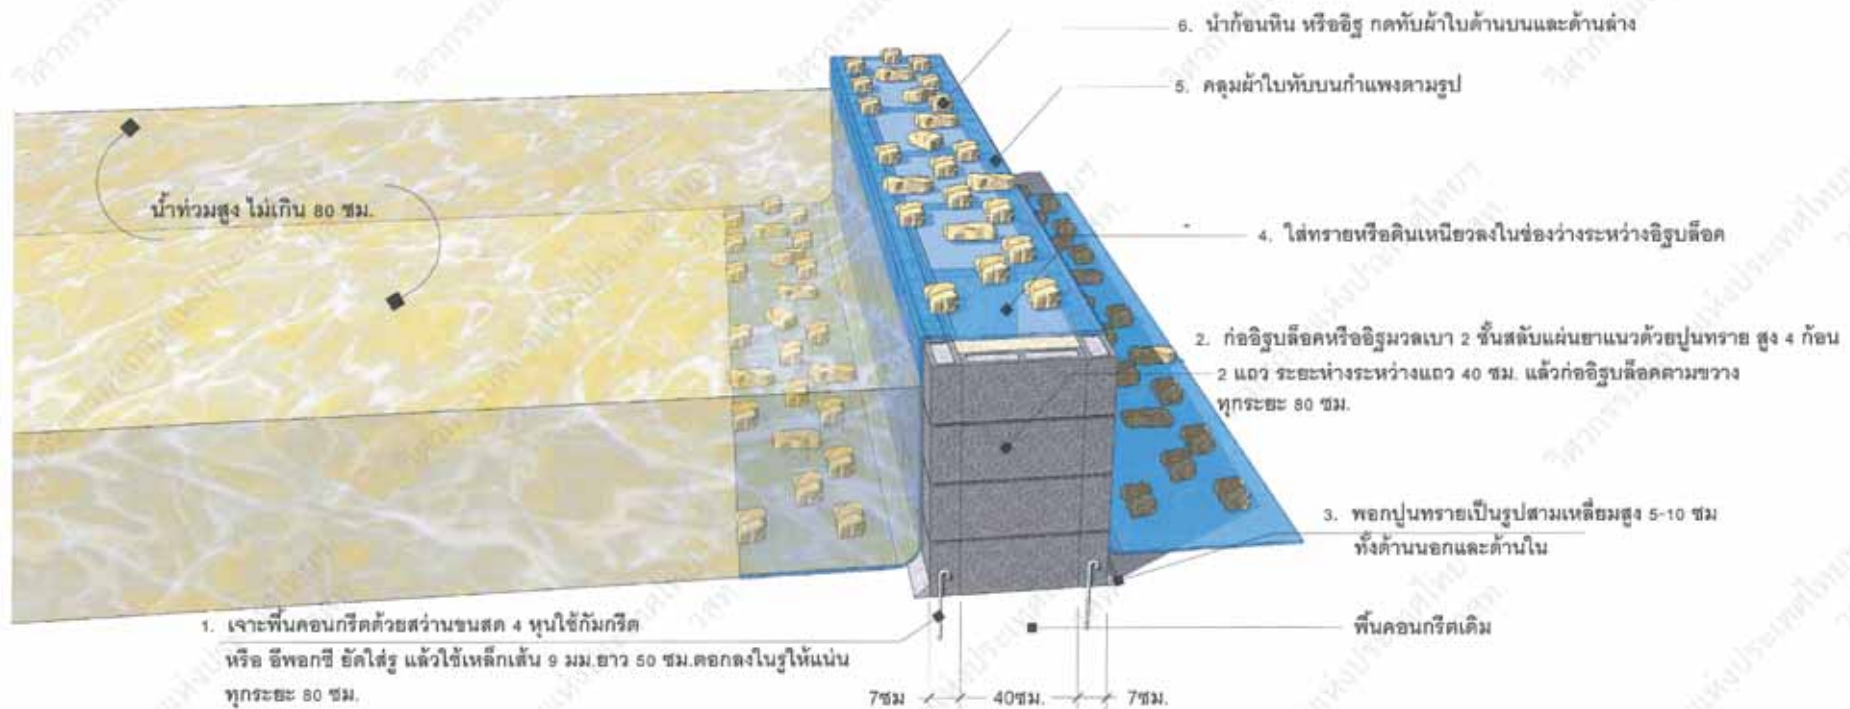 6. นำก้อนหิน หรืออิฐ กดทับผ้าใบด้านบนและด้านล่าง
5. คลุมผ้าใบทับบนกำแพงตามรูป
น้ำท่วมสูง ไม่เกิน 80 ซม.
4. ใส่ทรายหรือดินเหนียวลงในช่องว่างระหว่างอิฐบล็อค
2. ก่ออิฐบล็อคหรืออิฐมวลเบา 2 ชั้นสลับแผ่นยาแนวด้วยปูนทราย สูง 4 ก้อน
2 แถว ระยะห่างระหว่างแถว 40 ซม. แล้วก่ออิฐบล็อคตามขวาง
ทุกระยะ 80 ซม.
3. พอกปูนทรายเป็นรูปสามเหลี่ยมสูง 5-10 ซม
ทั้งด้านนอกและด้านใน
1. เจาะพื้นคอนกรีตด้วยสว่านขนาด 4 หุนใช้กัมกรีต
หรือ อีพอกซี ยัดใส่รู แล้วใช้เหล็กเส้น 9 มม.ยาว 50 ซม.ตอกลงในรูให้แน่น
ทุกระยะ 80 ซม.
พื้นคอนกรีตเดิม
7ซม 40ซม. 7ซม.